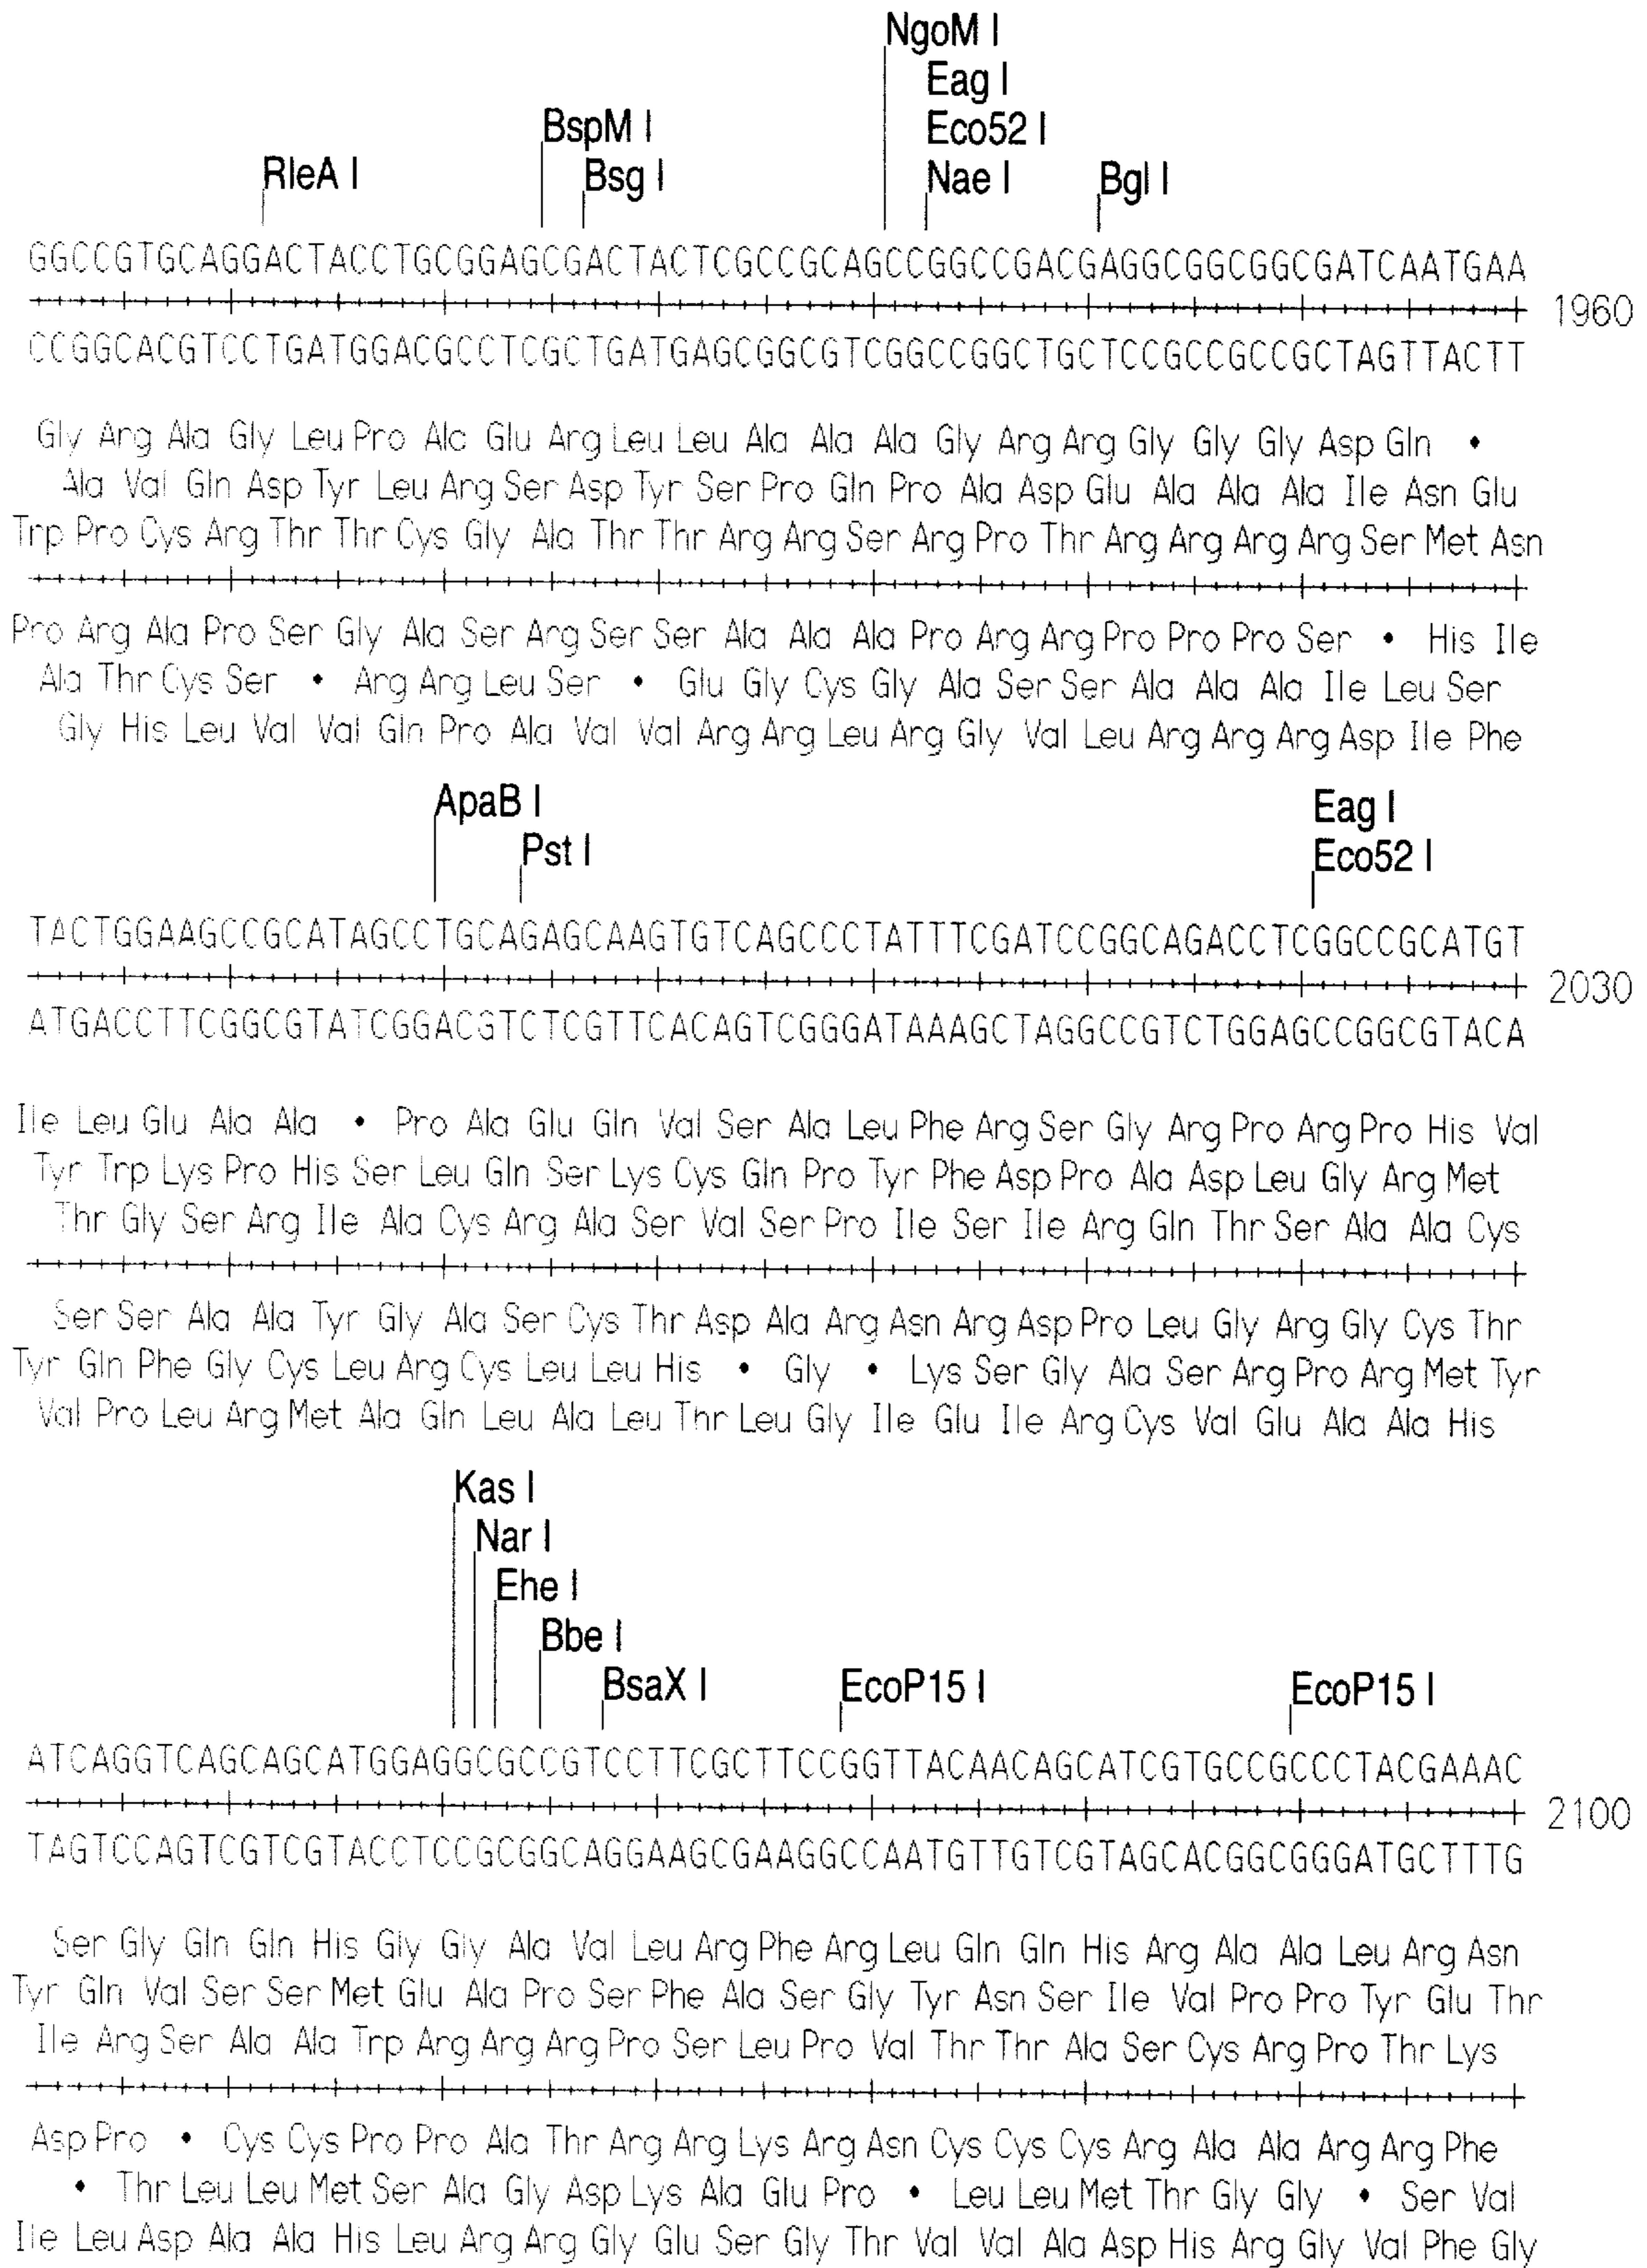 NgoM I
Eag I
BspM I Eco52 I
RleA I Bsg I Nae I Bgl I
GGCCGTGCAGGACTACCTGCGGAGCGACTACTCGCCGCAGCCGGCCGACGAGGCGGCGGCGATCAATGAA
1960
CCGGCACGTCCTGATGGACGCCTCGCTGATGAGCGGCGTCGGCCGGCTGCTCCGCCGCCGCTAGTTACTT
Gly Arg Ala Gly Leu Pro Ala Glu Arg Leu Leu Ala Ala Ala Gly Arg Arg Gly Gly Gly Asp Gln •
Ala Val Gln Asp Tyr Leu Arg Ser Asp Tyr Ser Pro Gln Pro Ala Asp Glu Ala Ala Ala Ile Asn Glu
Trp Pro Cys Arg Thr Thr Cys Gly Ala Thr Thr Arg Arg Ser Arg Pro Thr Arg Arg Arg Arg Ser Met Asn
Pro Arg Ala Pro Ser Gly Ala Ser Arg Ser Ser Ala Ala Ala Pro Arg Arg Pro Pro Pro Ser • His Ile
Ala Thr Cys Ser • Arg Arg Leu Ser • Glu Gly Cys Gly Ala Ser Ser Ala Ala Ala Ile Leu Ser
Gly His Leu Val Val Gln Pro Ala Val Val Arg Arg Leu Arg Gly Val Leu Arg Arg Arg Asp Ile Phe
ApaB I Eag I
Pst I Eco52 I
TACTGGAAGCCGCATAGCCTGCAGAGCAAGTGTCAGCCCTATTTCGATCCGGCAGACCTCGGCCGCATGT
2030
ATGACCTTCGGCGTATCGGACGTCTCGTTCACAGTCGGGATAAAGCTAGGCCGTCTGGAGCCGGCGTACA
Ile Leu Glu Ala Ala • Pro Ala Glu Gln Val Ser Ala Leu Phe Arg Ser Gly Arg Pro Arg Pro His Val
Tyr Trp Lys Pro His Ser Leu Gln Ser Lys Cys Gln Pro Tyr Phe Asp Pro Ala Asp Leu Gly Arg Met
Thr Gly Ser Arg Ile Ala Cys Arg Ala Ser Val Ser Pro Ile Ser Ile Arg Gln Thr Ser Ala Ala Cys
Ser Ser Ala Ala Tyr Gly Ala Ser Cys Thr Asp Ala Arg Asn Arg Asp Pro Leu Gly Arg Gly Cys Thr
Tyr Gln Phe Gly Cys Leu Arg Cys Leu Leu His • Gly • Lys Ser Gly Ala Ser Arg Pro Arg Met Tyr
Val Pro Leu Arg Met Ala Gln Leu Ala Leu Thr Leu Gly Ile Glu Ile Arg Cys Val Glu Ala Ala His
Kas I
Nar I
Ehe I
Bbe I
BsaX I EcoP15 I EcoP15 I
ATCAGGTCAGCAGCATGGAGGCGCCGTCCTTCGCTTCCGGTTACAACAGCATCGTGCCGCCCTACGAAAC
2100
TAGTCCAGTCGTCGTACCTCCGCGGCAGGAAGCGAAGGCCAATGTTGTCGTAGCACGGCGGGATGCTTTG
Ser Gly Gln Gln His Gly Gly Ala Val Leu Arg Phe Arg Leu Gln Gln His Arg Ala Ala Leu Arg Asn
Tyr Gln Val Ser Ser Met Glu Ala Pro Ser Phe Ala Ser Gly Tyr Asn Ser Ile Val Pro Pro Tyr Glu Thr
Ile Arg Ser Ala Ala Trp Arg Arg Arg Pro Ser Leu Pro Val Thr Thr Ala Ser Cys Arg Pro Thr Lys
Asp Pro • Cys Cys Pro Pro Ala Thr Arg Arg Lys Arg Asn Cys Cys Cys Arg Ala Ala Arg Arg Phe
• Thr Leu Leu Met Ser Ala Gly Asp Lys Ala Glu Pro • Leu Leu Met Thr Gly Gly • Ser Val
Ile Leu Asp Ala Ala His Leu Arg Arg Gly Glu Ser Gly Thr Val Val Ala Asp His Arg Gly Val Phe Gly